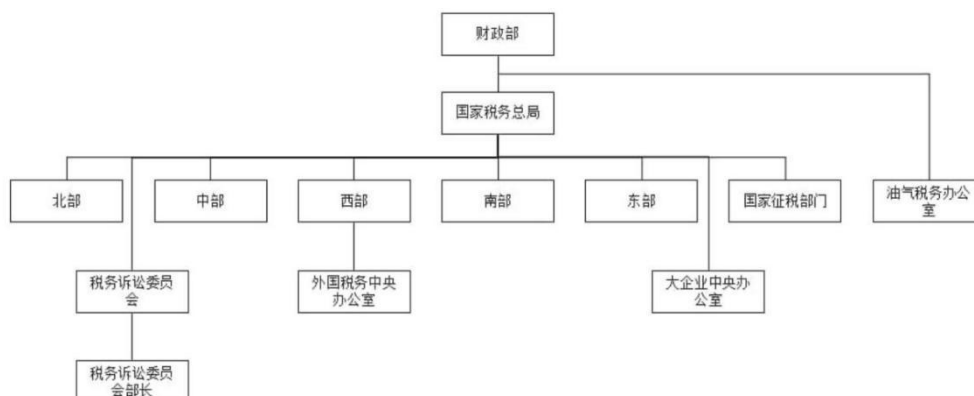 财政部
国家税务总局
北部
中部
西部
南部
东部
国家征税部门
油气税务办公
室
税务诉讼委员
会
外国税务中央
办公室
大企业中央办
公室
税务诉讼委员
会部长